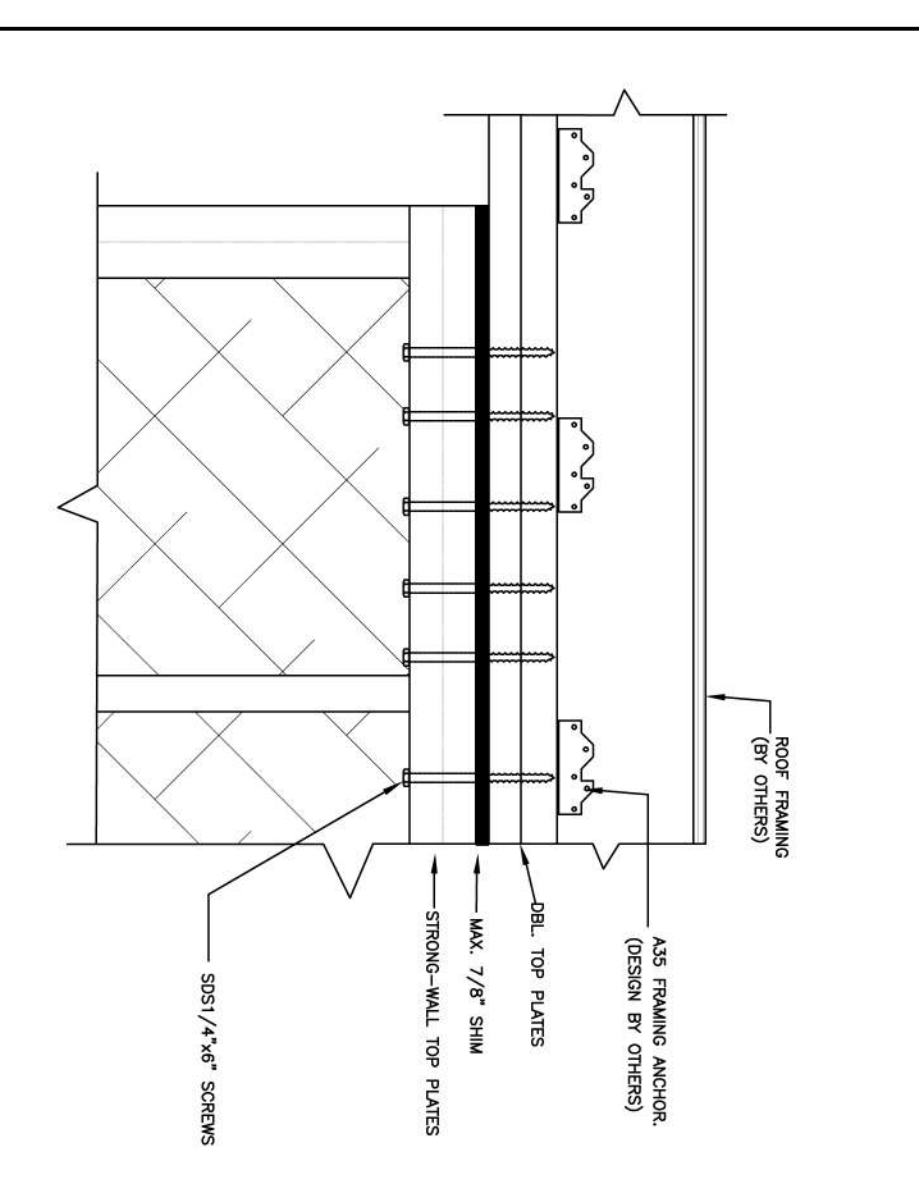 ROOF FRAMING
(BY OTHERS)
A35 FRAMING ANCHOR.
(DESIGN BY OTHERS)
DBL. TOP PLATES
MAX. 7/8" SHIM
STRONG-WALL TOP PLATES
SDS1/4"x6" SCREWS